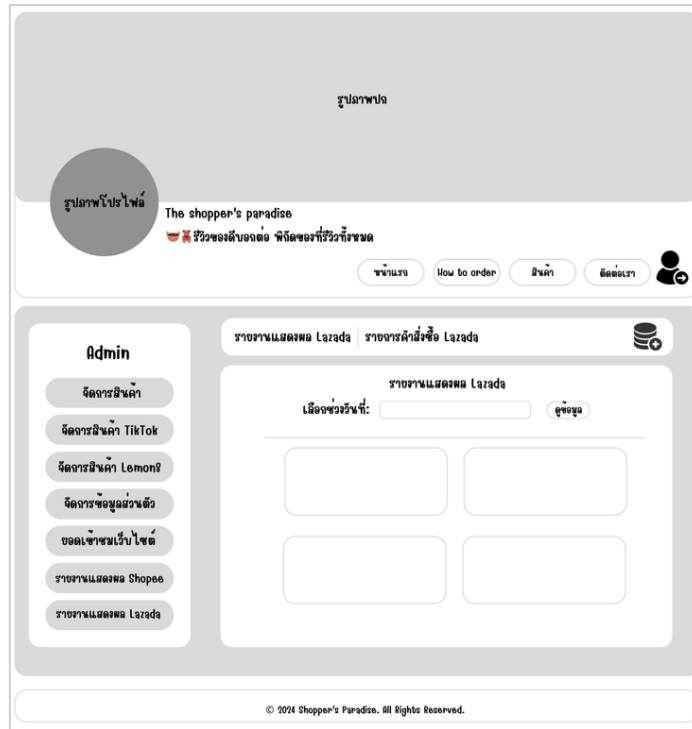 รูปภาพปก
รูปภาพโปรไฟล์
The shopper's paradise
รีวิวของดีบอกต่อ พิกัดของที่รีวิวทั้งหมด
หน้าแรก
How to order
สินค้า
ติดต่อเรา
Admin
จัดการสินค้า
จัดการสินค้า TikTok
จัดการสินค้า Lemon8
จัดการข้อมูลส่วนตัว
ยอดเข้าชมเว็บไซต์
รายงานแสดงผล Shopee
รายงานแสดงผล Lazada
รายงานแสดงผล Lazada รายการคำสั่งซื้อ Lazada
รายงานแสดงผล Lazada
เลือกช่วงวันที่: ดูข้อมูล
© 2024 Shopper's Paradise. All Rights Reserved.